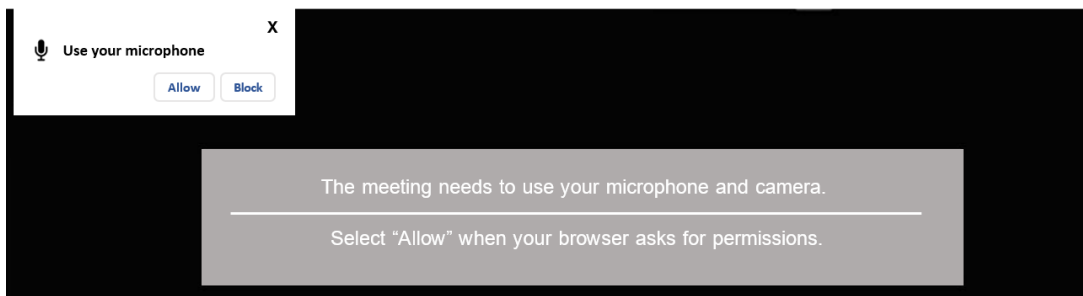 X
Use your microphone
Allow Block
The meeting needs to use your microphone and camera.
Select “Allow” when your browser asks for permissions.